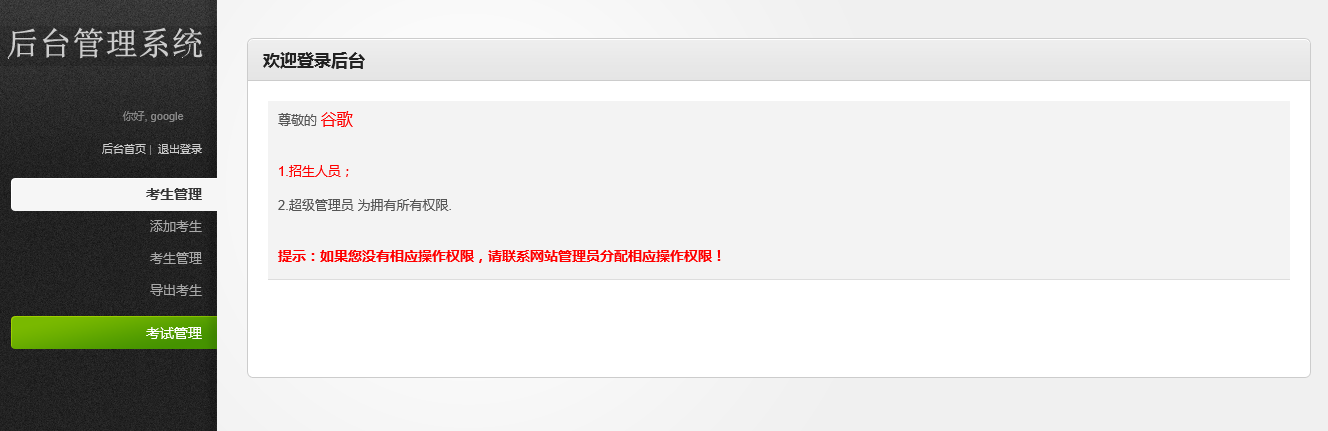 后台管理系统
你好, google
后台首页 | 退出登录
考生管理
添加考生
考生管理
导出考生
考试管理
欢迎登录后台
尊敬的 谷歌
1.招生人员；
2.超级管理员 为拥有所有权限.
提示：如果您没有相应操作权限，请联系网站管理员分配相应操作权限！